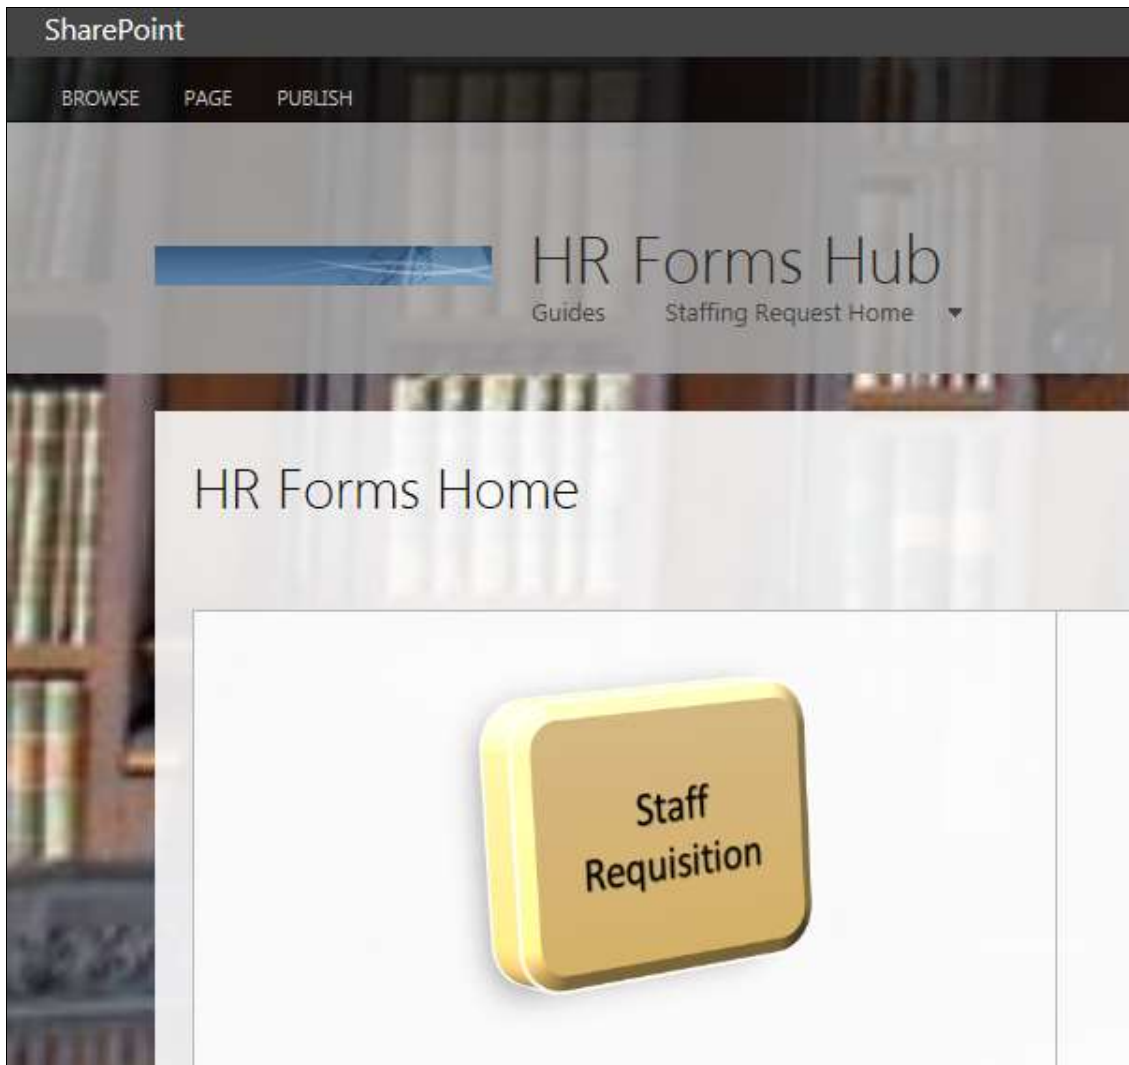 SharePoint
BROWSE PAGE PUBLISH
HR Forms Hub
Guides Staffing Request Home
HR Forms Home
Staff
Requisition